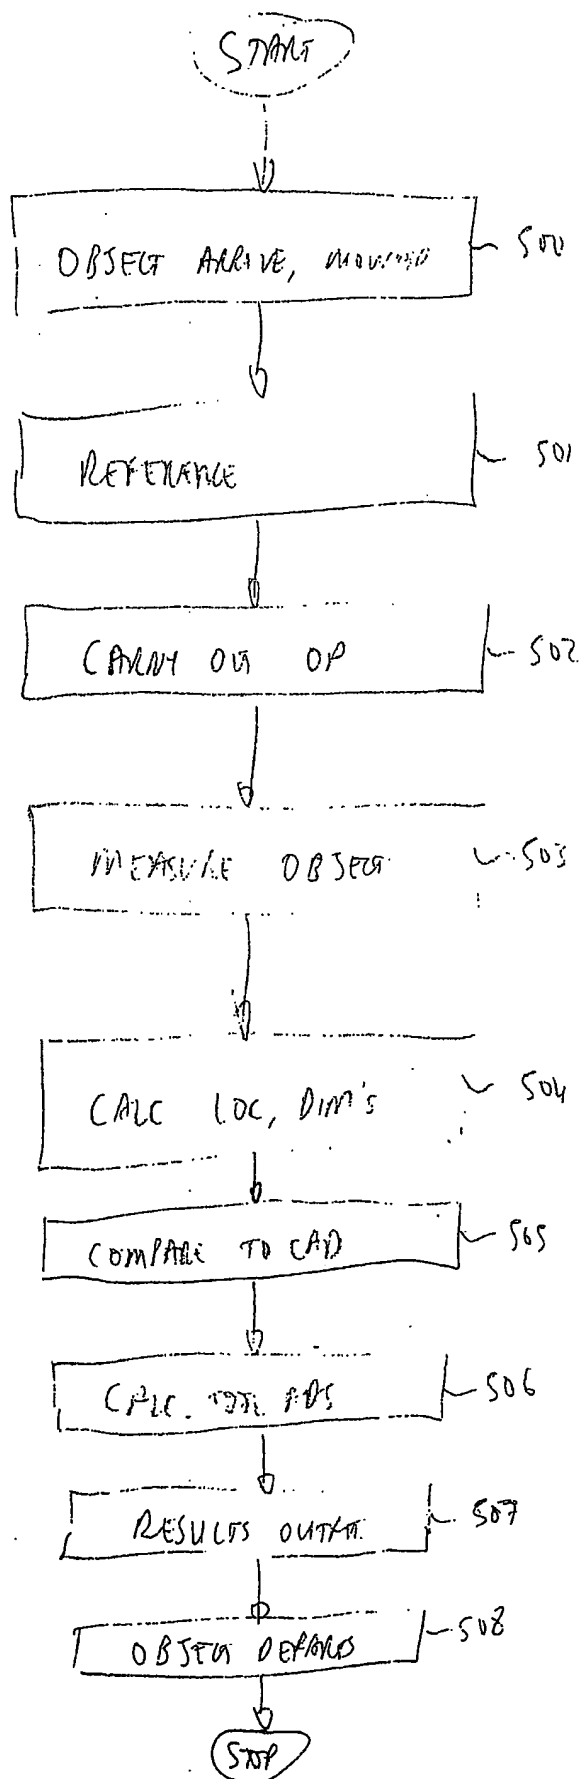 START
OBJECT ARRIVE, MOUNTED 500
REFERENCE 501
CARRY OUT OP 502
MEASURE OBJECT 503
CALC LOC, DIM'S 504
COMPARE TO CAD 505
CALC. 506
RESULTS OUTPUT 507
OBJECT DEPARTS 508
STOP